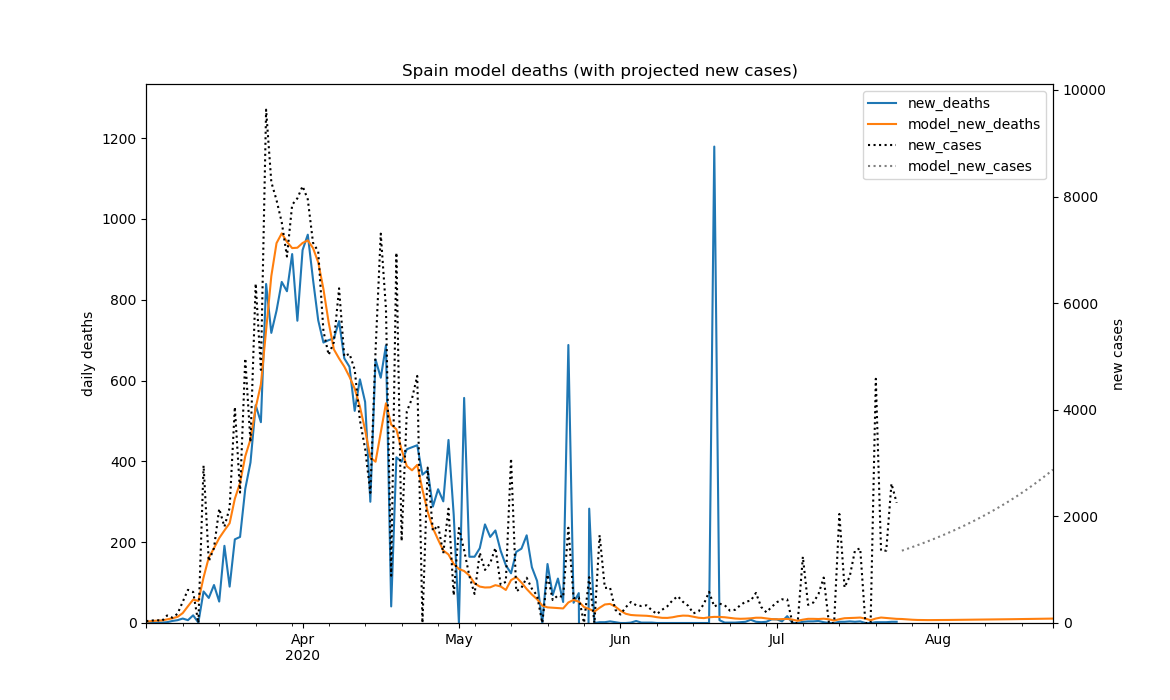 Spain model deaths (with projected new cases)
new_deaths
model_new_deaths
new_cases
model_new_cases
daily deaths
new cases
1200
1000
800
600
400
200
0
10000
8000
6000
4000
2000
0
Apr
2020
May
Jun
Jul
Aug